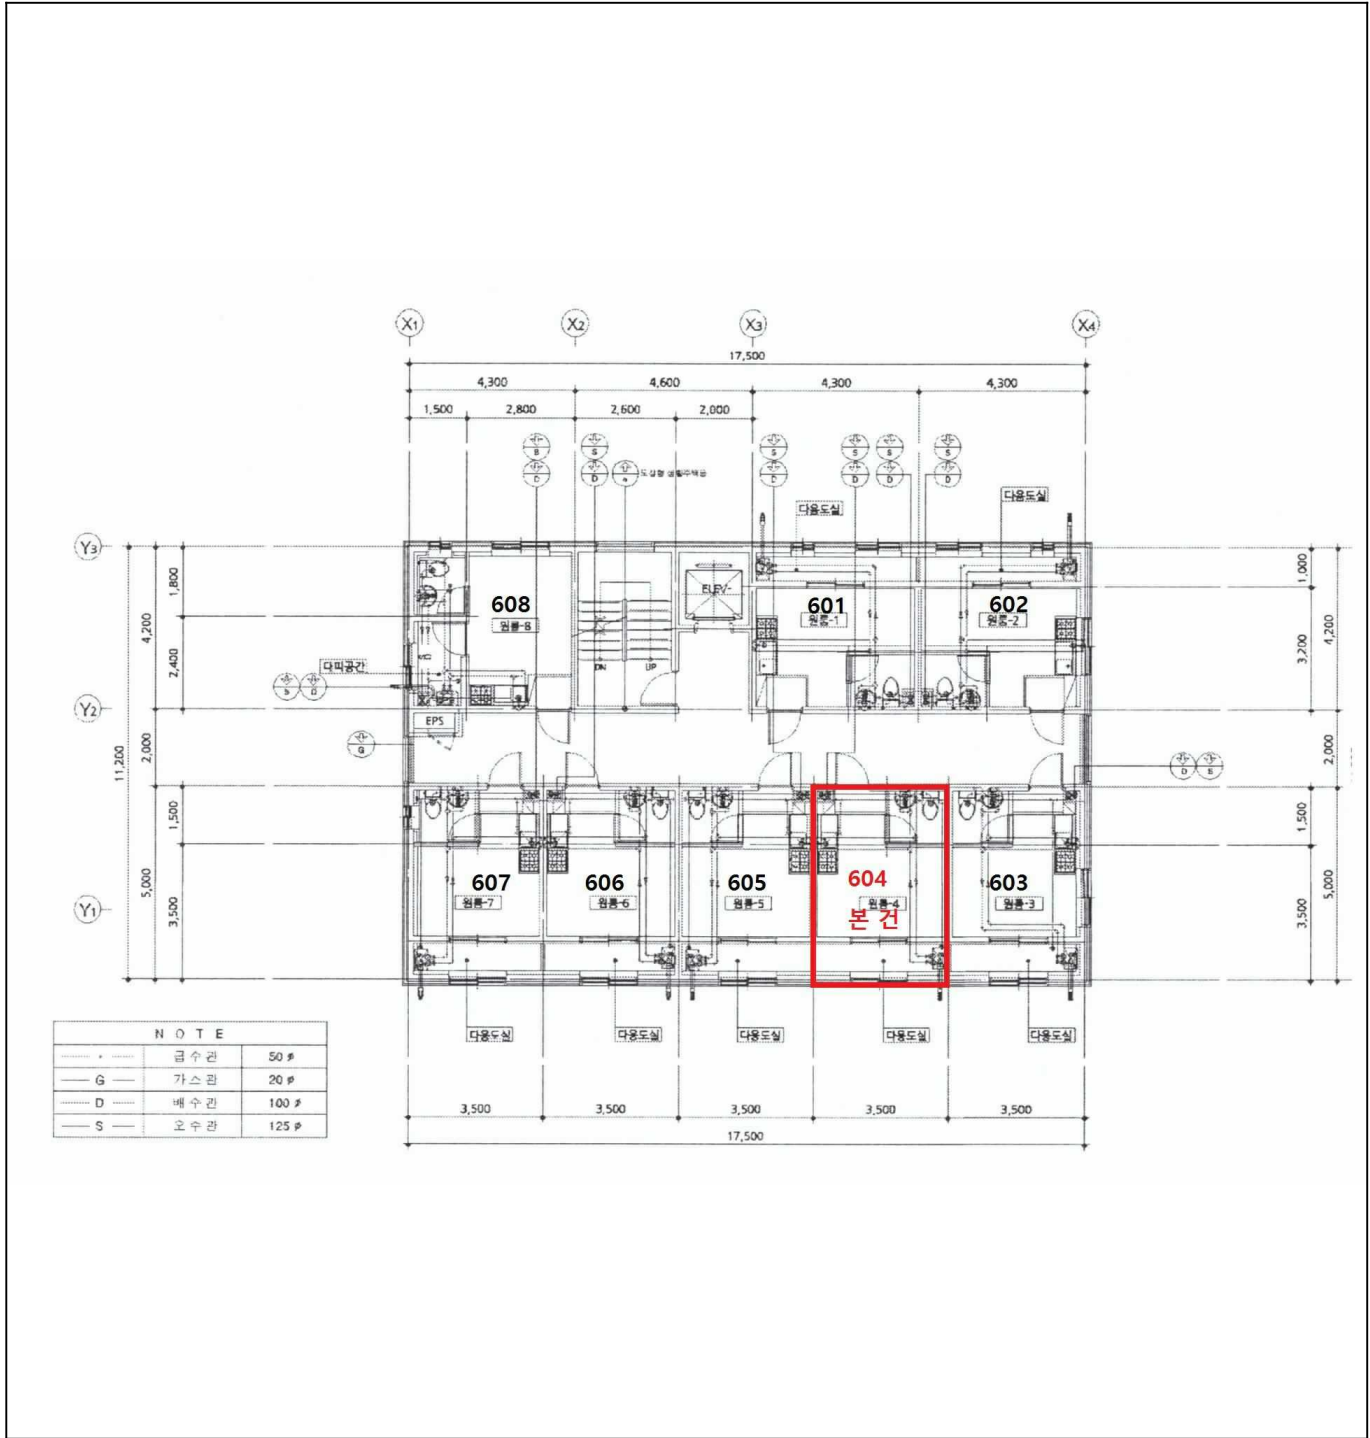 X1 X2 X3 X4
17,500
4,300 4,600 4,300 4,300
1,500 2,800 2,600 2,000
B S S S S S
D D D D D D
도시형 생활주택용
다용도실
다용도실
Y3
1,800
4,200
2,400
1,000
3,200
4,200
ELEV-
608
원룸-8
601
원룸-1
602
원룸-2
DN UP
다피공간
Y2
EPS
G
D S
11,200
2,000
2,000
1,500
5,000
3,500
1,500
5,000
3,500
Y1
607
원룸-7
606
원룸-6
605
원룸-5
604
원룸-4
본 건
603
원룸-3
다용도실 다용도실 다용도실 다용도실 다용도실
N O T E
급 수 관 50 ø
G 가 스 관 20 ø
D 배 수 관 100 ø
S 오 수 관 125 ø
3,500 3,500 3,500 3,500 3,500
17,500